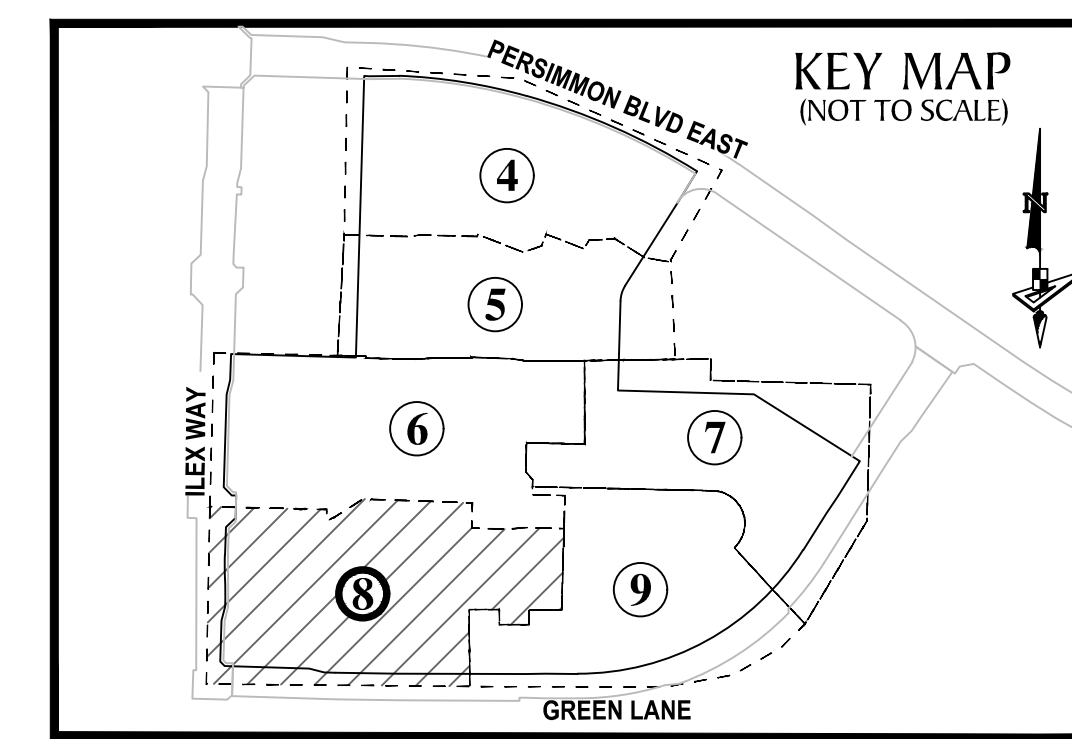 PERSIMMON BLVD EAST
KEY MAP
(NOT TO SCALE)
4
N
5
6
7
ILEX WAY
8
9
GREEN LANE